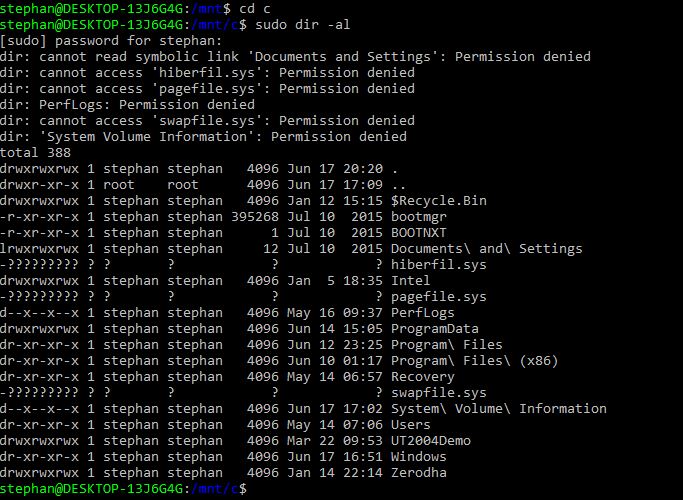 stephan@DESKTOP-13J6G4G:/mnt$ cd c
stephan@DESKTOP-13J6G4G:/mnt/c$ sudo dir -al
[sudo] password for stephan:
dir: cannot read symbolic link 'Documents and Settings': Permission denied
dir: cannot access 'hiberfil.sys': Permission denied
dir: cannot access 'pagefile.sys': Permission denied
dir: PerfLogs: Permission denied
dir: cannot access 'swapfile.sys': Permission denied
dir: 'System Volume Information': Permission denied
total 388
drwxrwxrwx 1 stephan stephan   4096 Jun 17 20:20 .
drwxr-xr-x 1 root    root      4096 Jun 17 17:09 ..
drwxrwxrwx 1 stephan stephan   4096 Jan 12 15:15 $Recycle.Bin
-r-xr-xr-x 1 stephan stephan 395268 Jul 10  2015 bootmgr
-r-xr-xr-x 1 stephan stephan      1 Jul 10  2015 BOOTNXT
lrwxrwxrwx 1 stephan stephan     12 Jul 10  2015 Documents\ and\ Settings
-????????? ? ?       ?            ?            ? hiberfil.sys
drwxrwxrwx 1 stephan stephan   4096 Jan  5 18:35 Intel
-????????? ? ?       ?            ?            ? pagefile.sys
d--x--x--x 1 stephan stephan   4096 May 16 09:37 PerfLogs
drwxrwxrwx 1 stephan stephan   4096 Jun 14 15:05 ProgramData
dr-xr-xr-x 1 stephan stephan   4096 Jun 12 23:25 Program\ Files
dr-xr-xr-x 1 stephan stephan   4096 Jun 10 01:17 Program\ Files\ (x86)
drwxrwxrwx 1 stephan stephan   4096 May 14 06:57 Recovery
-????????? ? ?       ?            ?            ? swapfile.sys
d--x--x--x 1 stephan stephan   4096 Jun 17 17:02 System\ Volume\ Information
dr-xr-xr-x 1 stephan stephan   4096 May 14 07:06 Users
drwxrwxrwx 1 stephan stephan   4096 Mar 22 09:53 UT2004Demo
dr-xr-xr-x 1 stephan stephan   4096 Jun 17 16:51 Windows
drwxrwxrwx 1 stephan stephan   4096 Jan 14 22:14 Zerodha
stephan@DESKTOP-13J6G4G:/mnt/c$